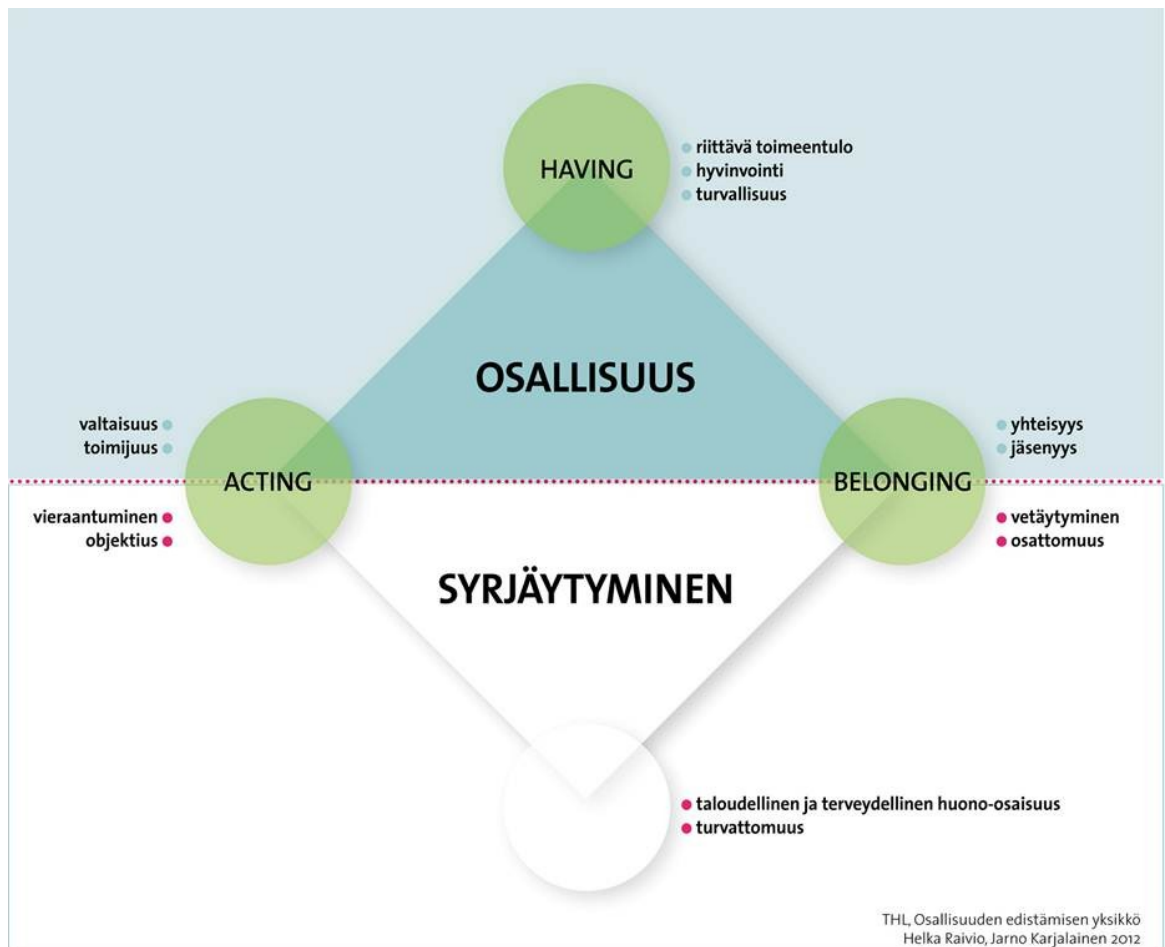 HAVING
riittävä toimeentulo
hyvinvointi
turvallisuus
OSALLISUUS
valtaisuus
toimijuus
ACTING
vieraantuminen
objektius
yhteisyys
jäsenyys
BELONGING
vetäytyminen
osattomuus
SYRJÄYTYMINEN
taloudellinen ja terveydellinen huono-osaisuus
turvattomuus
THL, Osallisuuden edistämisen yksikkö
Helka Raivio, Jarno Karjalainen 2012